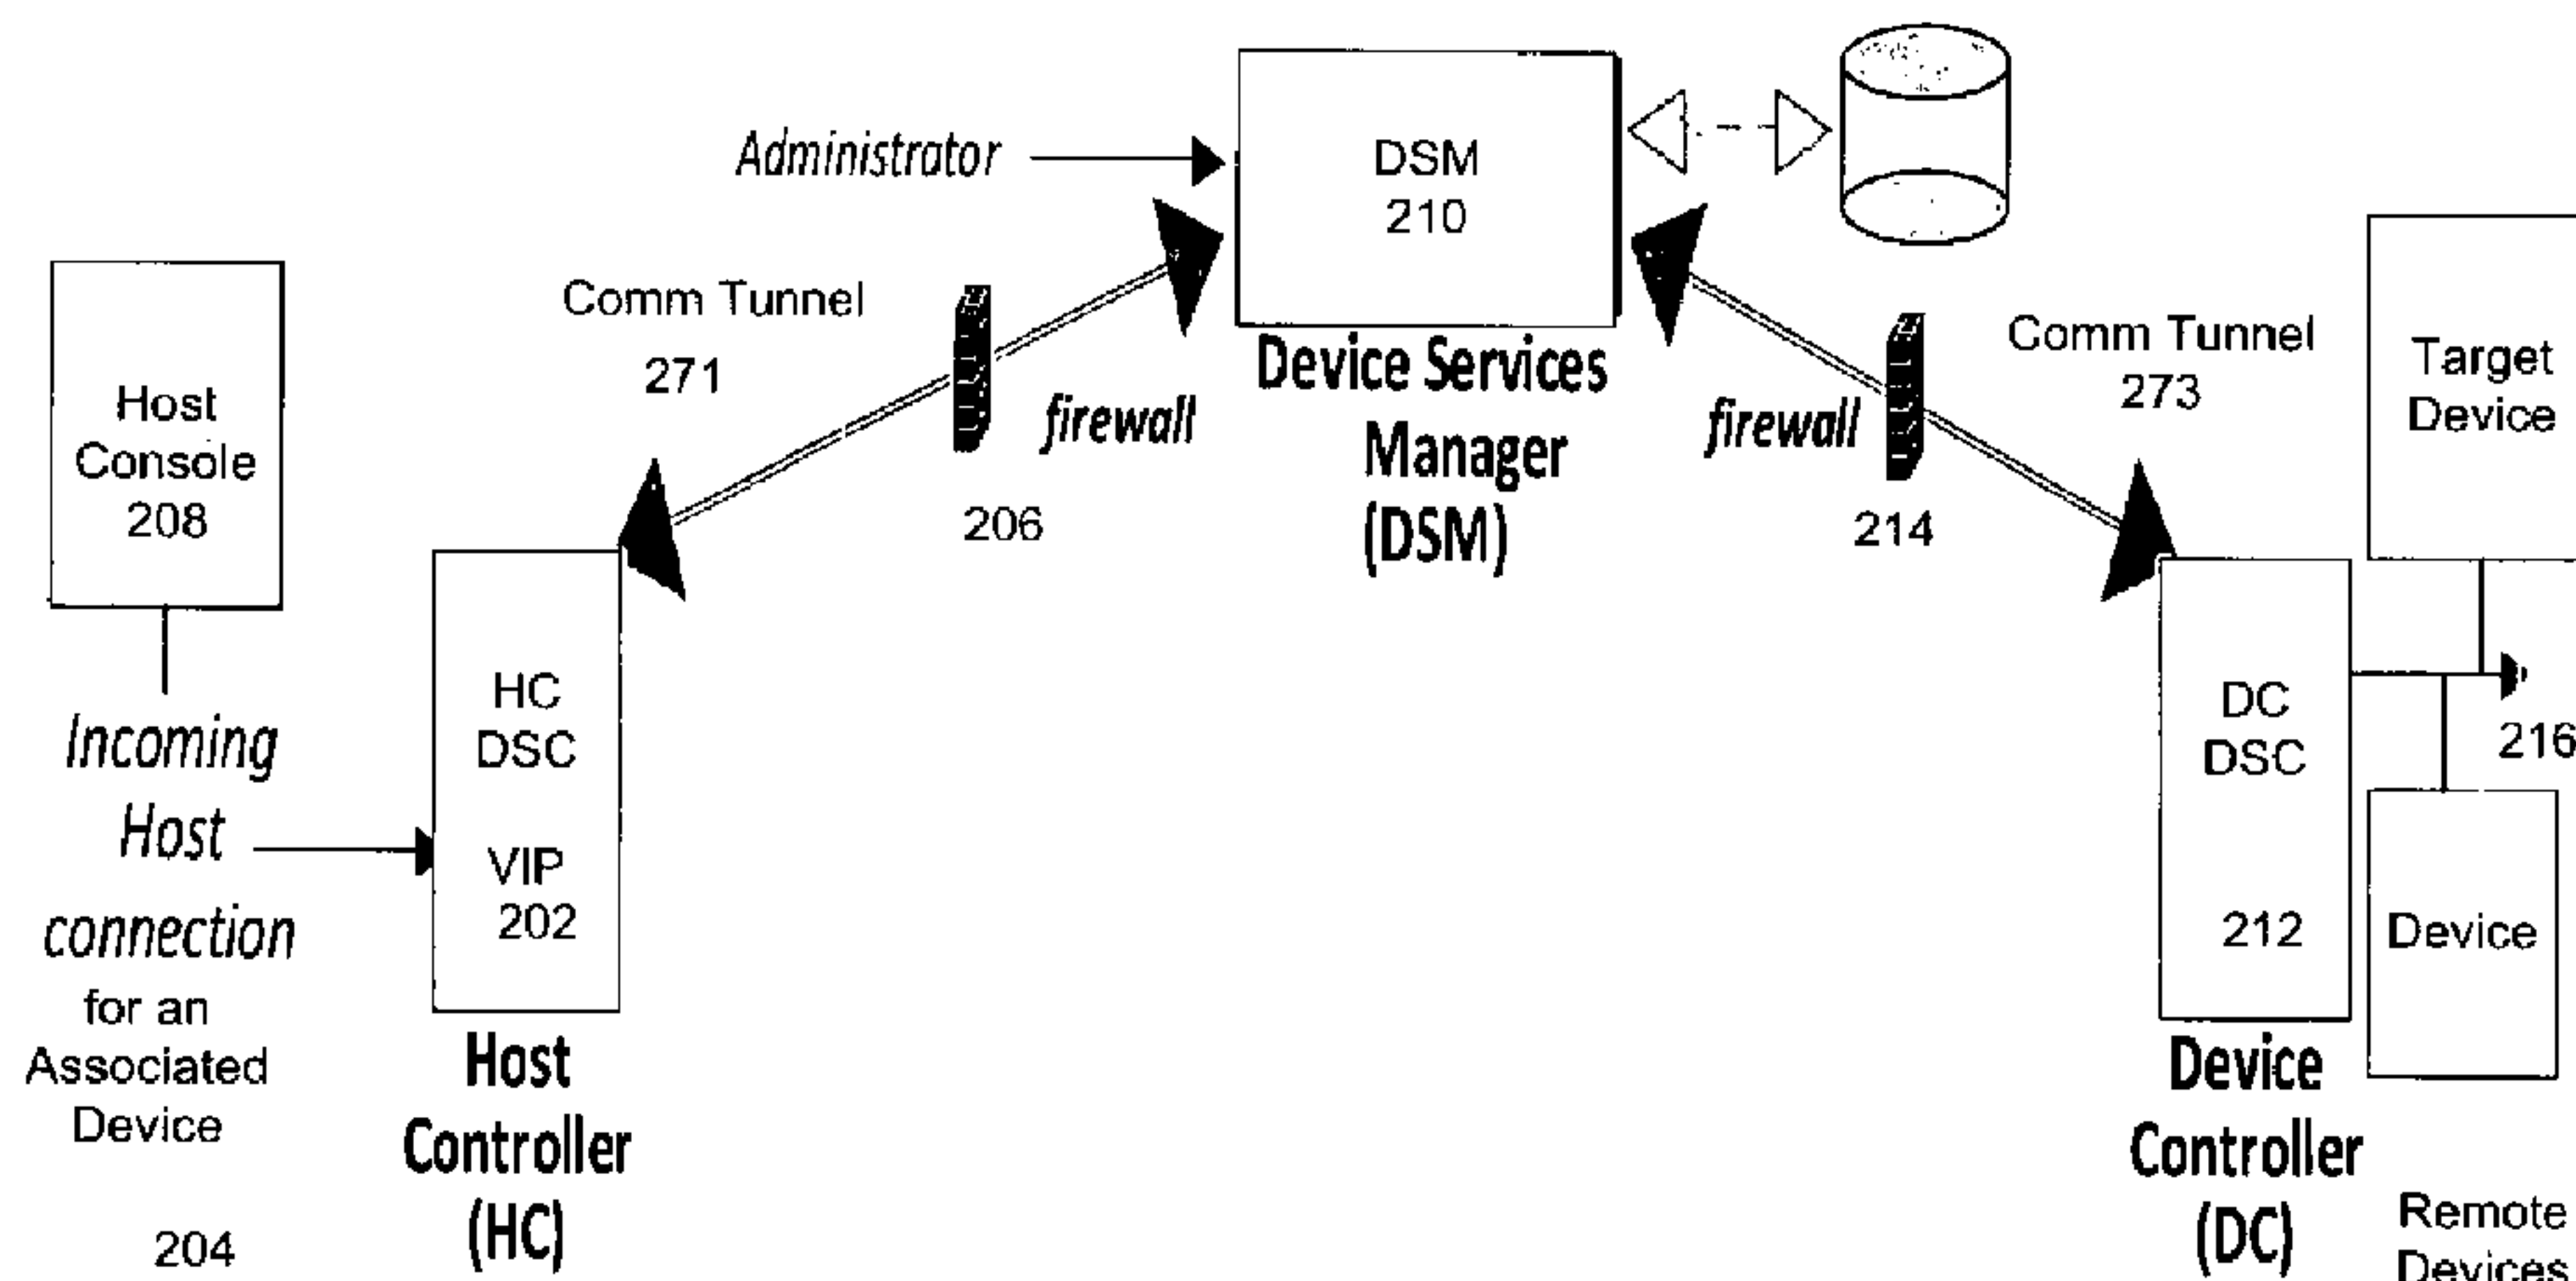 Administrator
DSM
210
Device Services
Manager
(DSM)
Comm Tunnel
271
firewall
206
firewall
214
Comm Tunnel
273
Host
Console
208
Incoming
Host
connection
for an
Associated
Device
204
HC
DSC
VIP
202
Host
Controller
(HC)
DC
DSC
212
Device
Controller
(DC)
Target
Device
216
Device
Remote
Devices